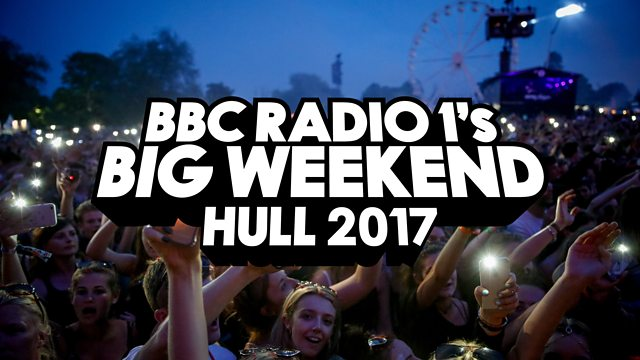 BBC RADIO 1's
BIG WEEKEND
HULL 2017